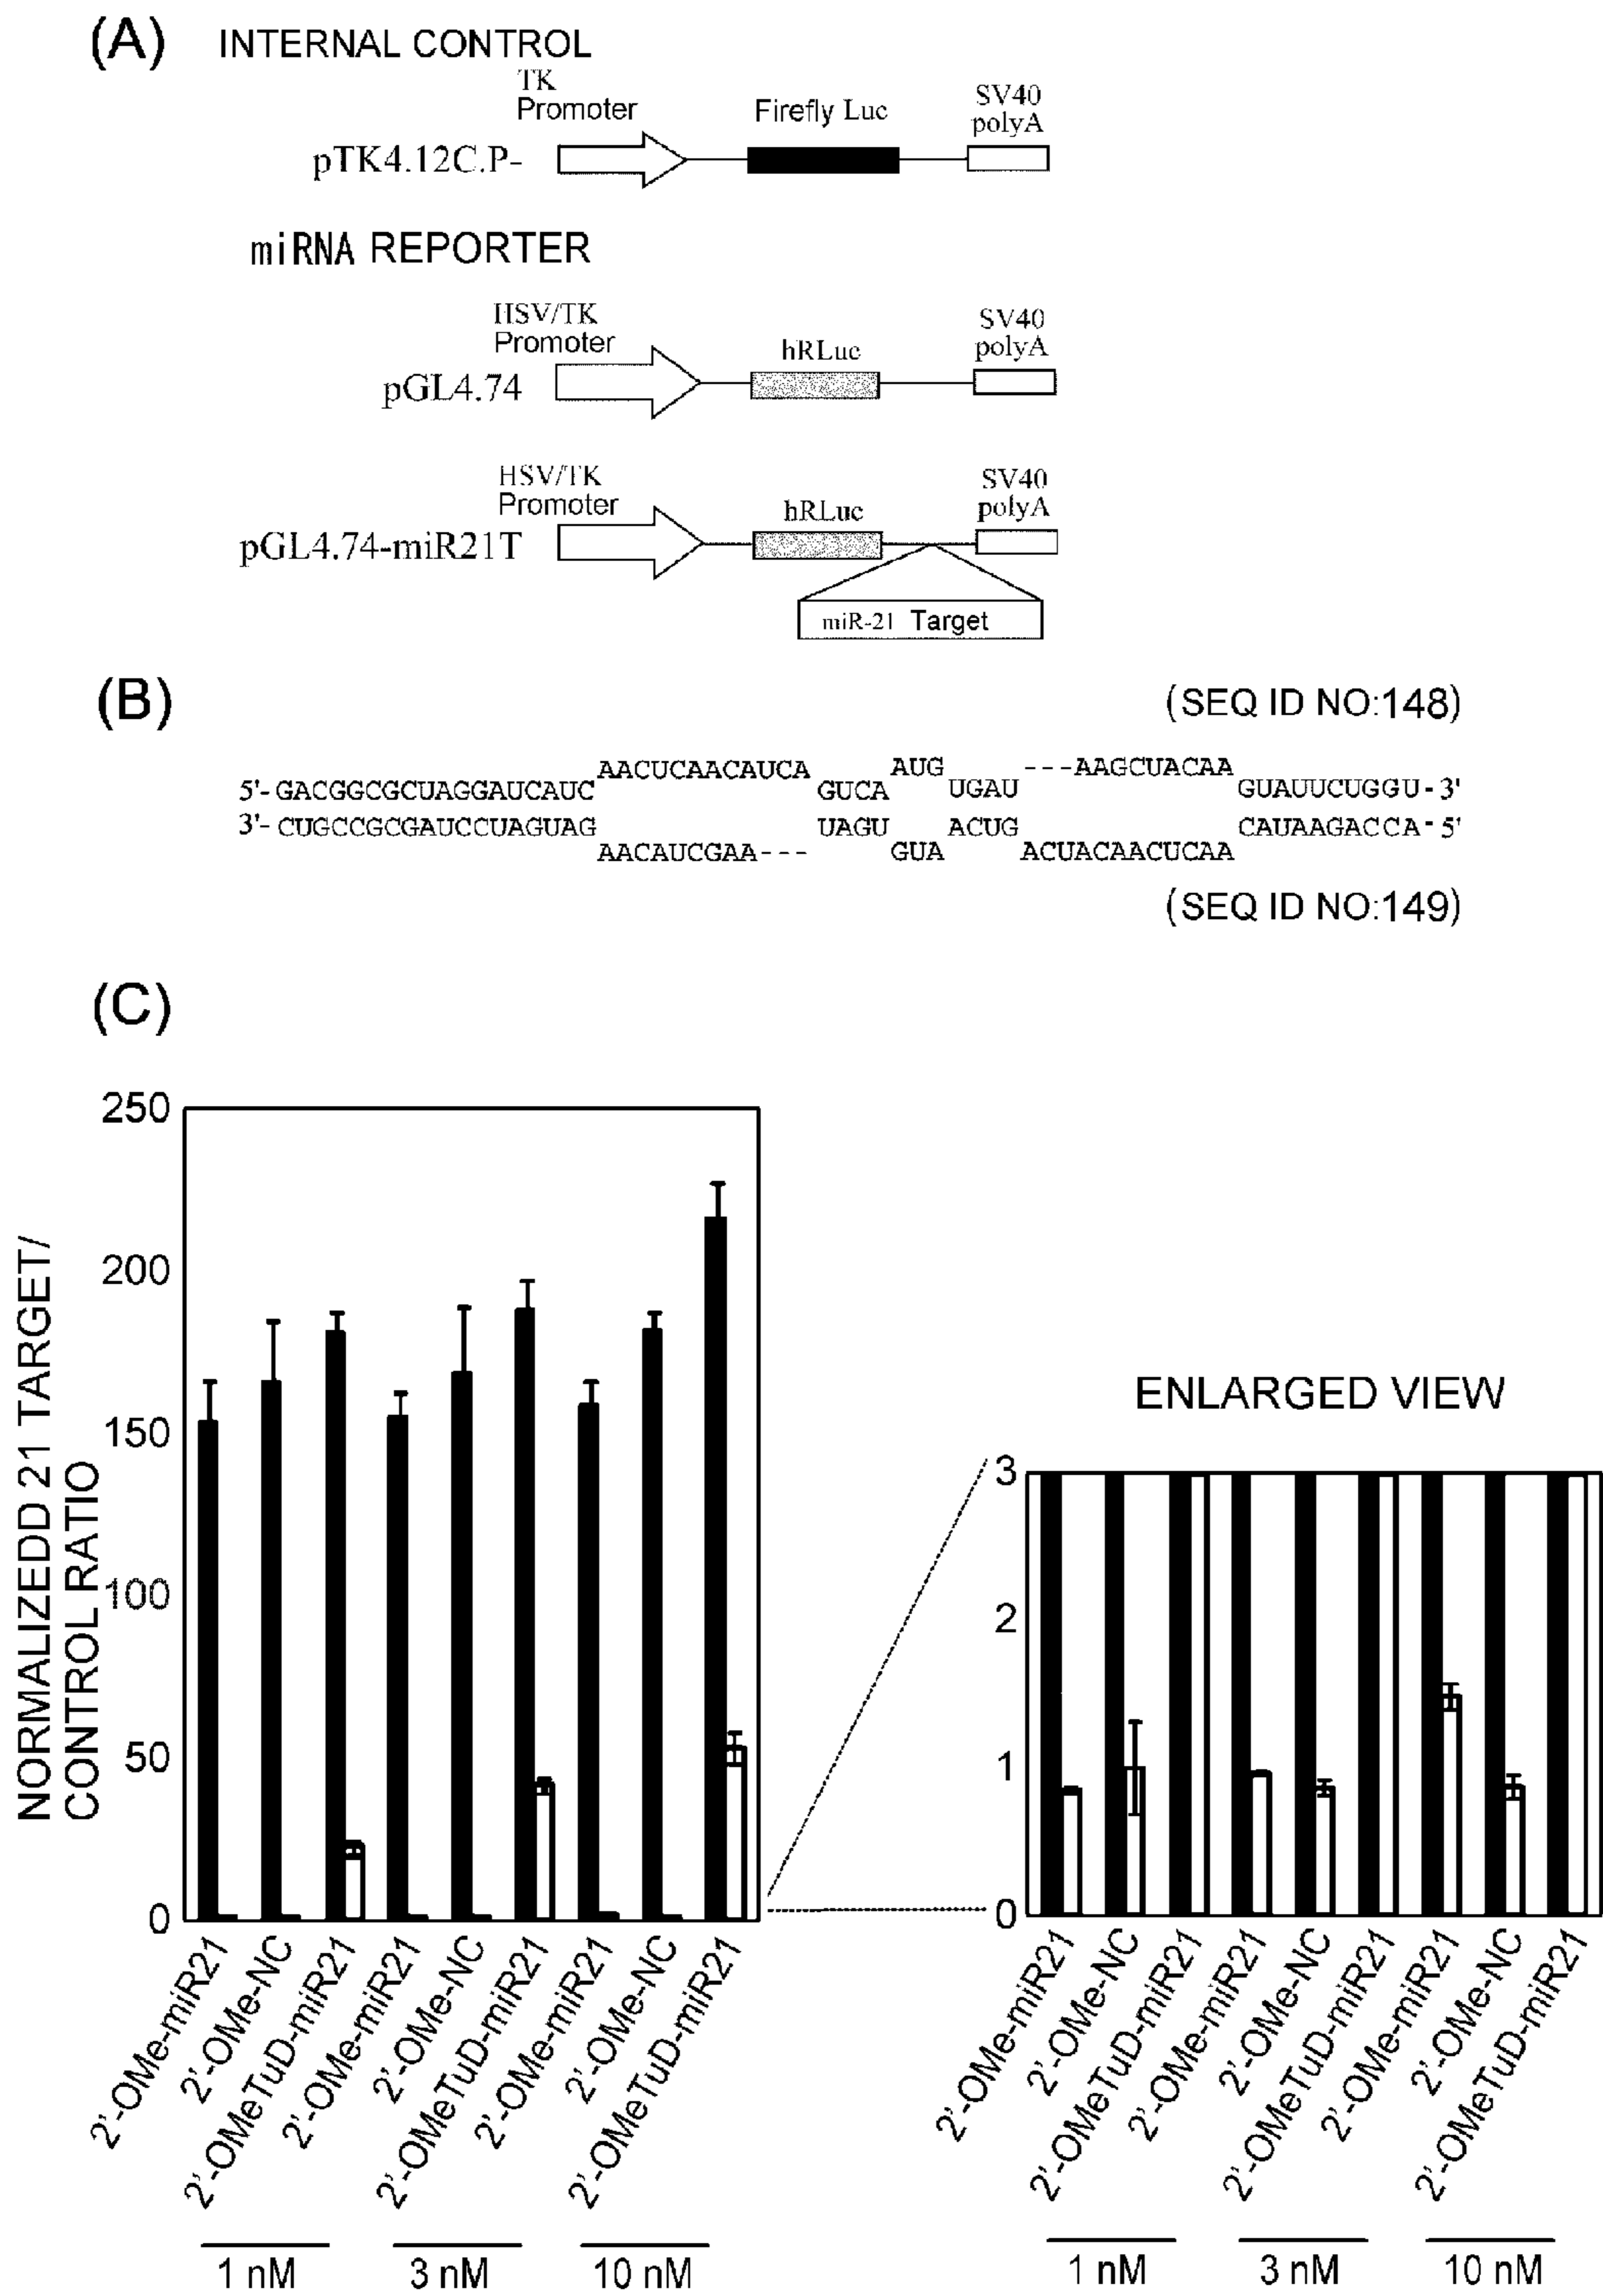 (A) INTERNAL CONTROL
TK
Promoter
Firefly Luc
SV40
polyA
pTK4.12C.P-
miRNA REPORTER
HSV/TK
Promoter
hRLuc
SV40
polyA
pGL4.74
HSV/TK
Promoter
hRLuc
SV40
polyA
pGL4.74-miR21T
miR-21 Target
(B)
(SEQ ID NO:148)
AACUCAACAUCA AUG ---AAGCUACAA
5'-GACGGCGCUAGGAUCAUC GUCA UGAU GUAUUCUGGU-3'
3'-CUGCCGCGAUCCUAGUAG UAGU ACUG CAUAAGACCA-5'
AACAUCGAA--- GUA ACUACAACUCAA
(SEQ ID NO:149)
(C)
NORMALIZEDD 21 TARGET/
CONTROL RATIO
250
200
150
100
50
0
2'-OMe-miR21
2'-OMe-NC
2'-OMeTuD-miR21
2'-OMe-miR21
2'-OMe-NC
2'-OMeTuD-miR21
2'-OMe-miR21
2'-OMe-NC
2'-OMeTuD-miR21
1 nM 3 nM 10 nM
ENLARGED VIEW
3
2
1
0
2'-OMe-miR21
2'-OMe-NC
2'-OMeTuD-miR21
2'-OMe-miR21
2'-OMe-NC
2'-OMeTuD-miR21
2'-OMe-miR21
2'-OMe-NC
2'-OMeTuD-miR21
1 nM 3 nM 10 nM